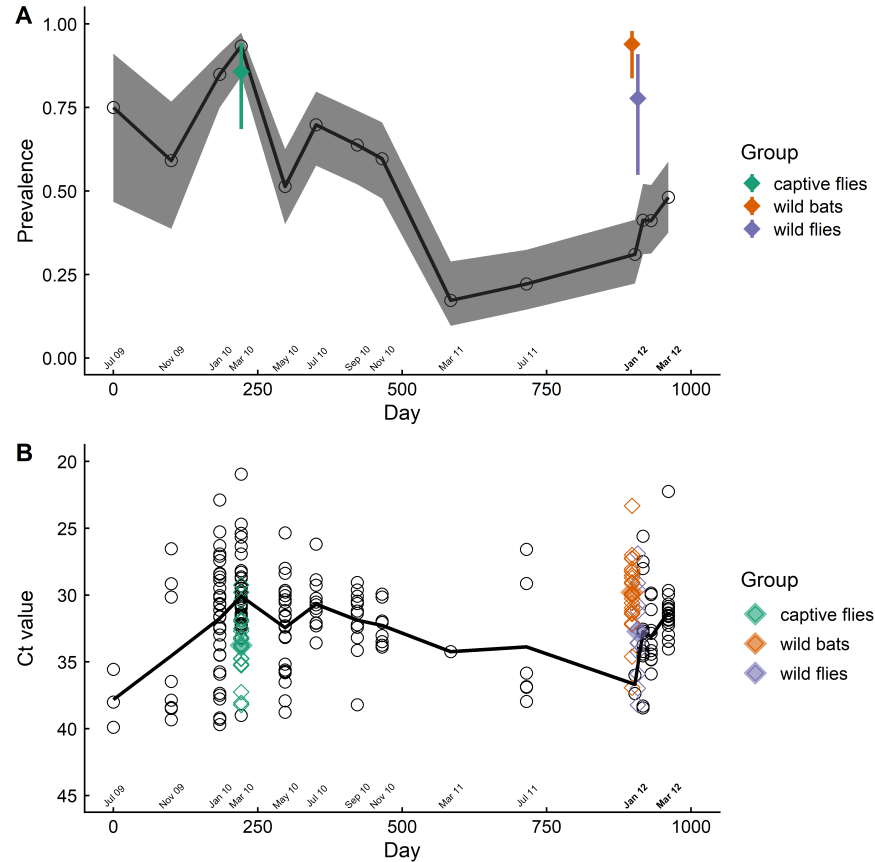 A
1.00
0.75
0.50
0.25
0.00
Prevalence
Jul 09
Nov 09
Jan 10
Mar 10
May 10
Jul 10
Sep 10
Nov 10
Mar 11
Jul 11
Jan 12
Mar 12
0
250
500
750
1000
Day
Group
captive flies
wild bats
wild flies
B
20
25
30
35
40
45
Ct value
Jul 09
Nov 09
Jan 10
Mar 10
May 10
Jul 10
Sep 10
Nov 10
Mar 11
Jul 11
Jan 12
Mar 12
0
250
500
750
1000
Day
Group
captive flies
wild bats
wild flies